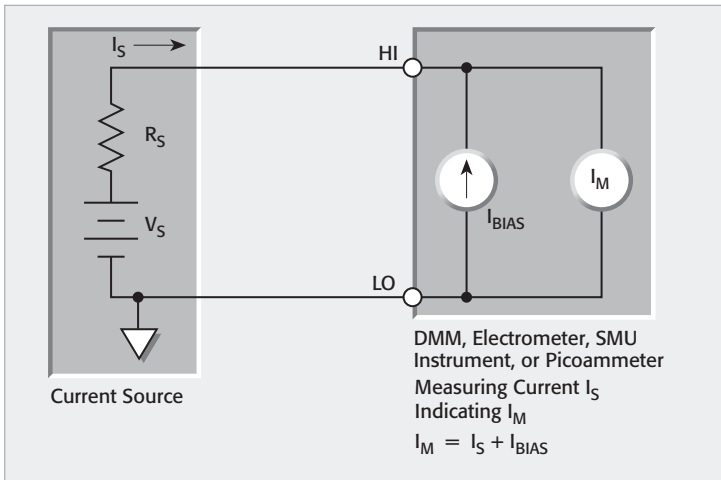 I_S
R_S
V_S
Current Source
HI
LO
I_BIAS
I_M
DMM, Electrometer, SMU
Instrument, or Picoammeter
Measuring Current I_S
Indicating I_M
I_M = I_S + I_BIAS